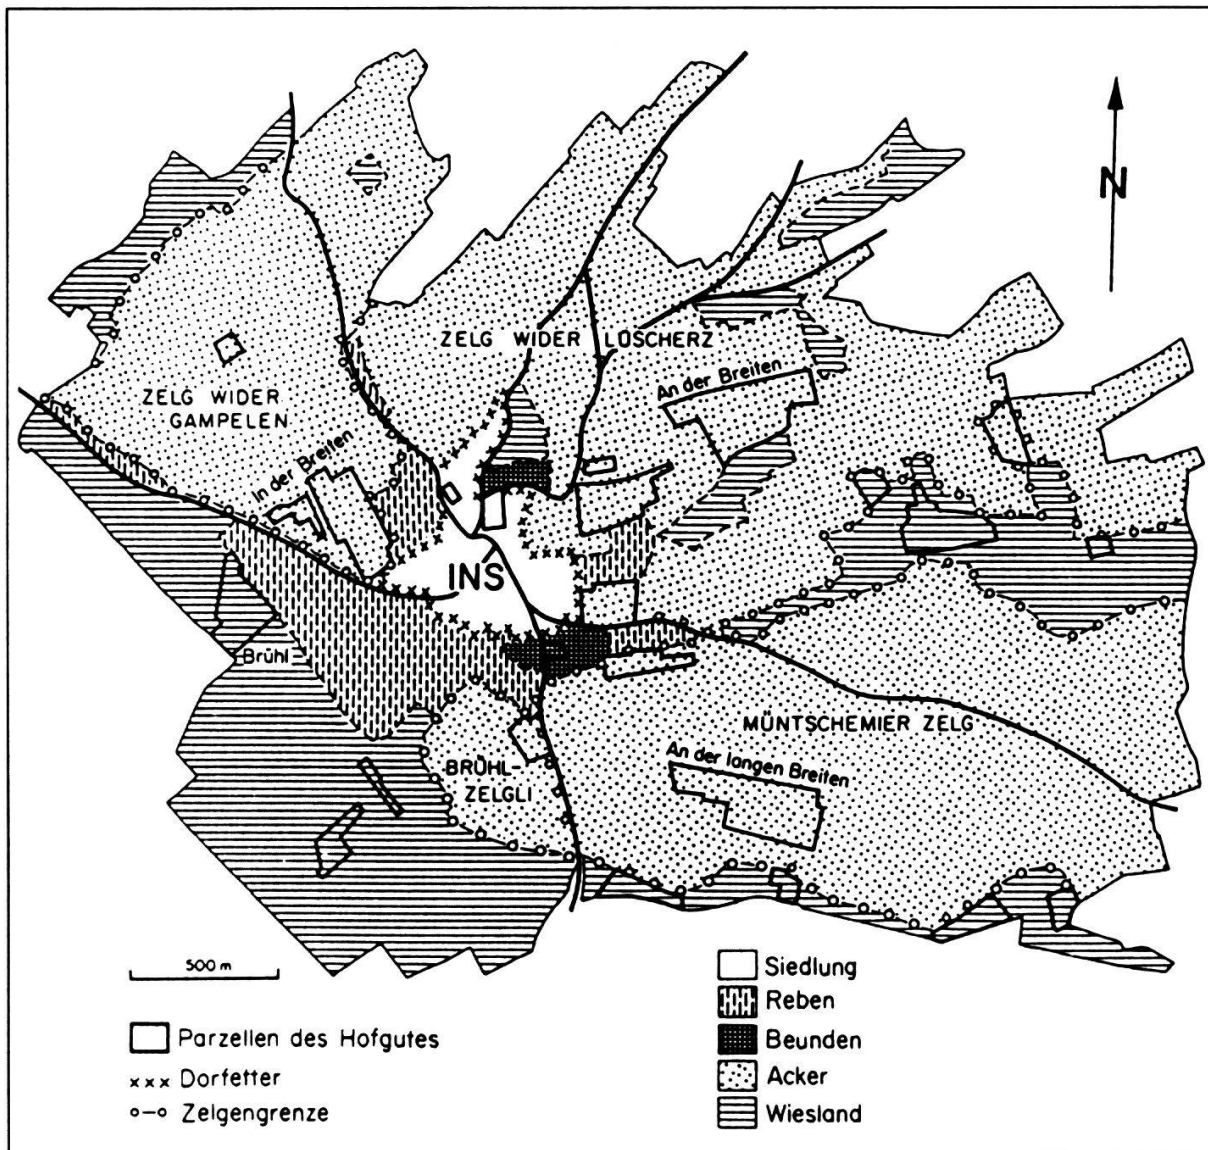 N
ZELG WIDER LÖSCHERZ
An der Breiten
ZELG WIDER
GAMPELEN
In der Breiten
INS
Brühl
MÜNTSCHEMIER ZELG
An der langen Breiten
BRÜHL-
ZELGLI
500 m
Parzellen des Hofgutes
Dorfetter
Zelgengrenze
Siedlung
Reben
Beunden
Acker
Wiesland